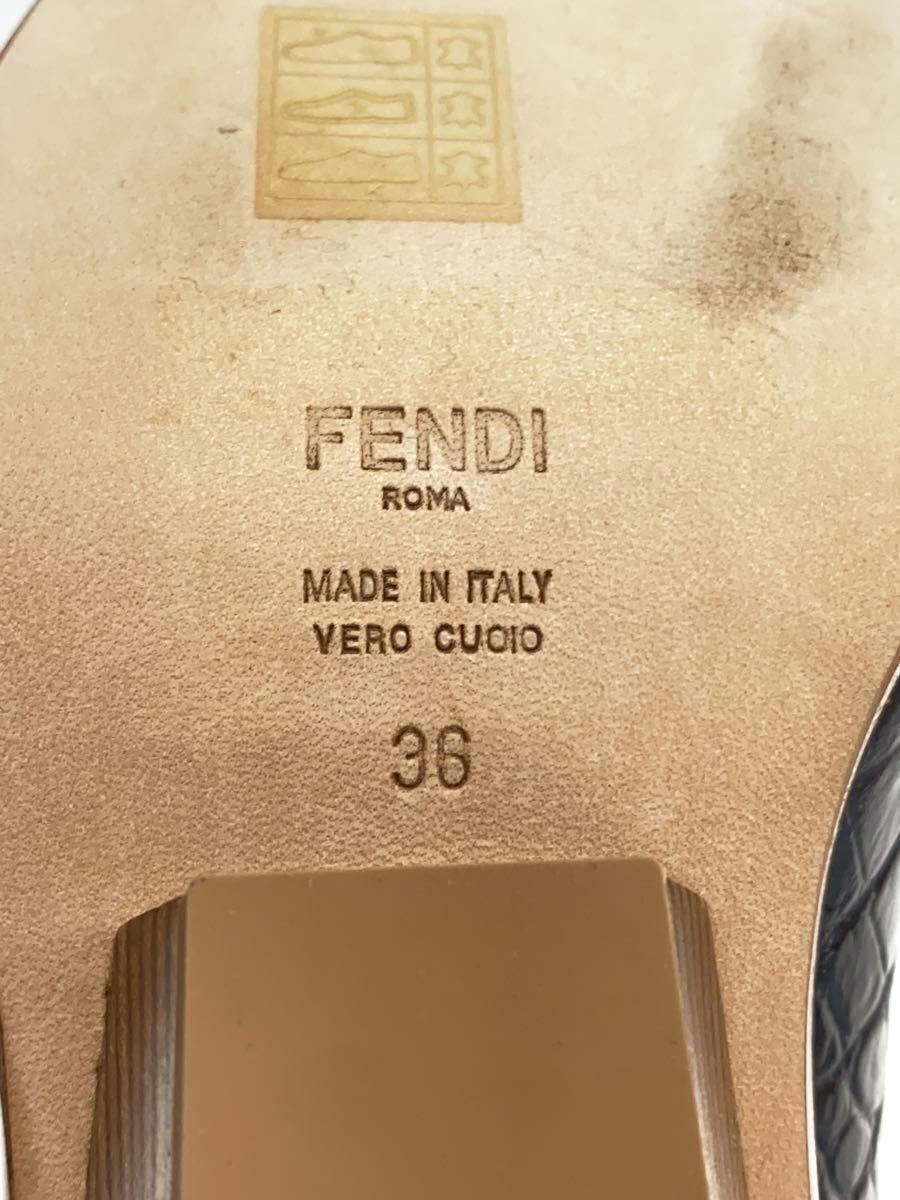 FENDI
ROMA
MADE IN ITALY
VERO CUOIO
36